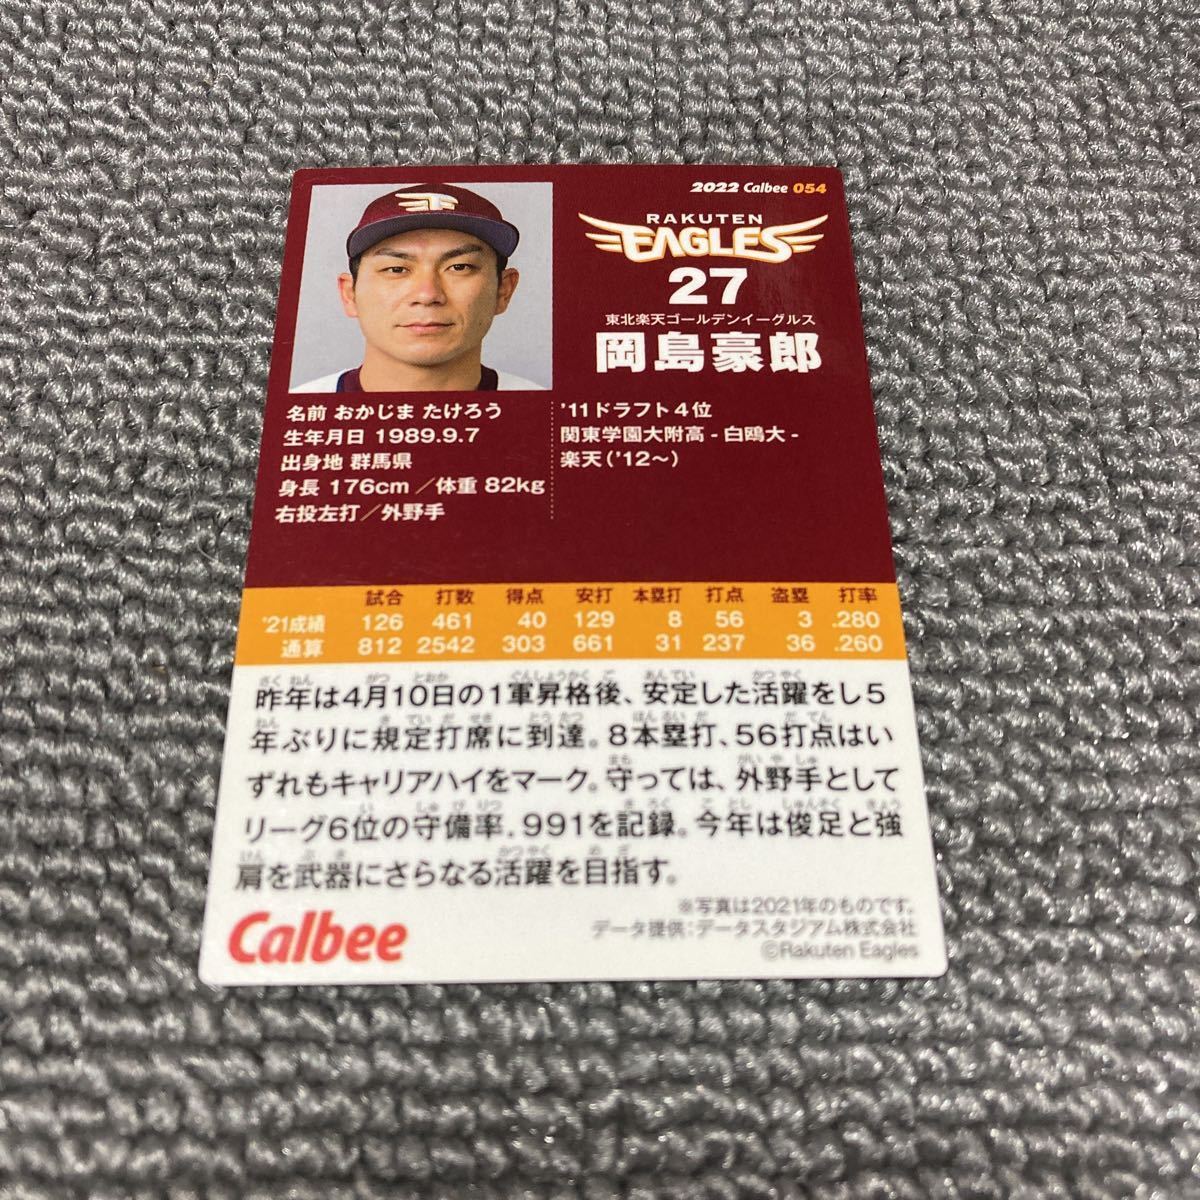 2022 Calbee 054
RAKUTEN
EAGLES
27
東北楽天ゴールデンイーグルス
岡島豪郎
名前 おかじま たけろう
生年月日 1989.9.7
出身地 群馬県
身長 176cm ／体重 82kg
右投左打／外野手
'11ドラフト4位
関東学園大附高 - 白鴎大 -
楽天('12〜)
試合 打数 得点 安打 本塁打 打点 盗塁 打率
'21成績 126 461 40 129 8 56 3 .280
通算 812 2542 303 661 31 237 36 .260
昨年は4月10日の1軍昇格後、安定した活躍をし5
年ぶりに規定打席に到達。8本塁打、56打点はい
ずれもキャリアハイをマーク。守っては、外野手として
リーグ6位の守備率.991を記録。今年は俊足と強
肩を武器にさらなる活躍を目指す。
※写真は2021年のものです。
データ提供：データスタジアム株式会社
©Rakuten Eagles
Calbee